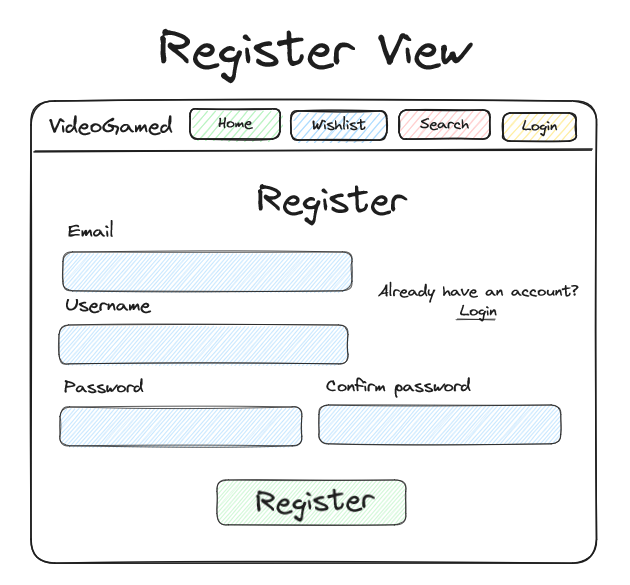 Register View
VideoGamed Home Wishlist Search Login
Register
Email
Already have an account?
Login
Username
Password Confirm password
Register